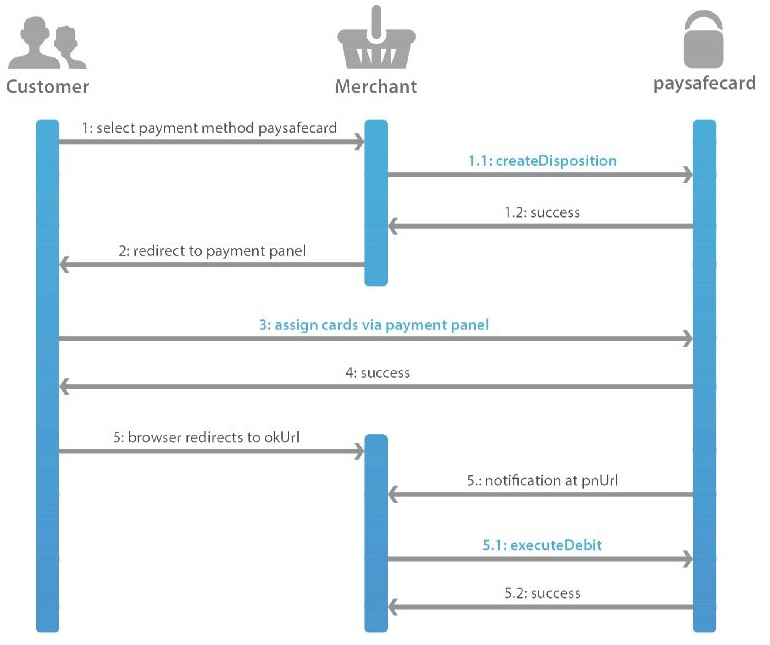 Customer
Merchant
paysafecard
1: select payment method paysafecard
1.1: createDisposition
1.2: success
2: redirect to payment panel
3: assign cards via payment panel
4: success
5: browser redirects to okUrl
5.: notification at pnUrl
5.1: executeDebit
5.2: success